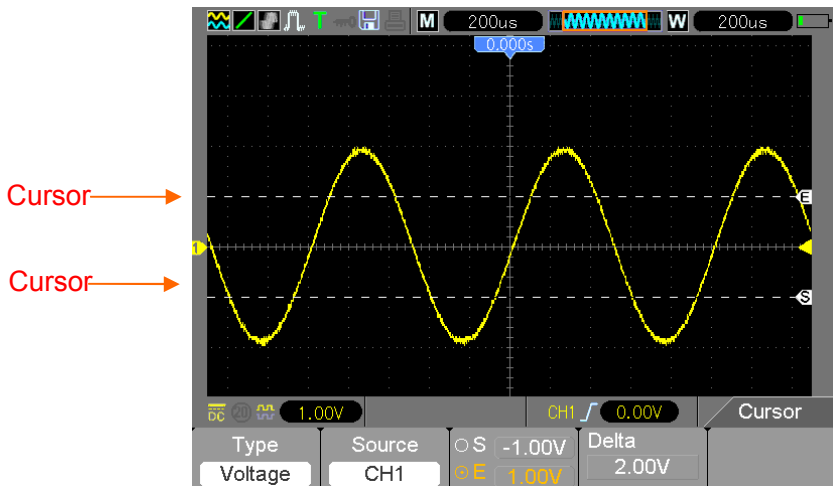 T M 200us W 200us
0.000s
Cursor
E
1
Cursor
S
DC 20 1.00V CH1 0.00V Cursor
Type Source S -1.00V Delta
Voltage CH1 E 1.00V 2.00V